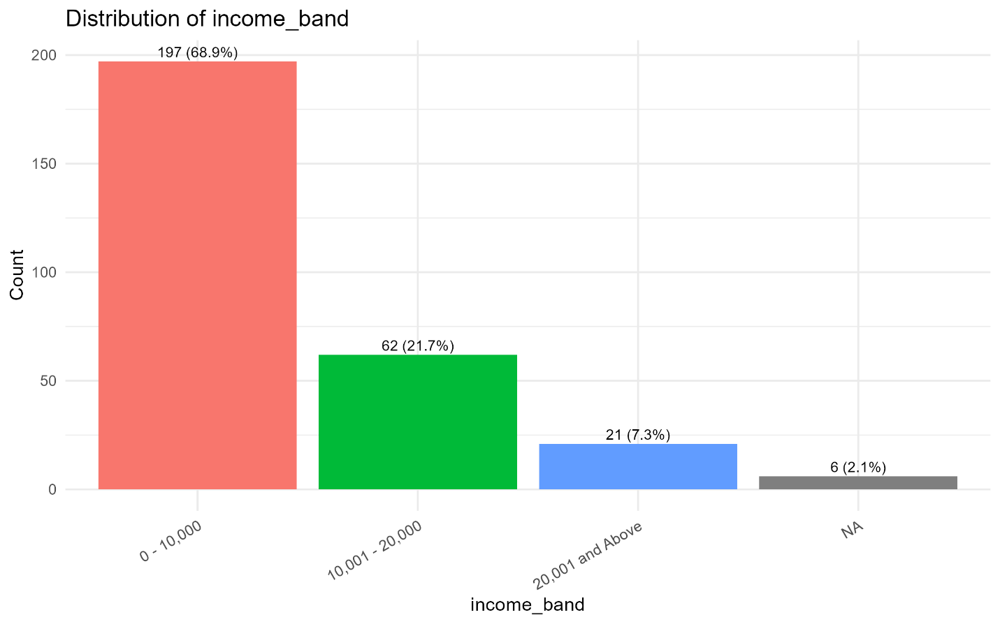 Distribution of income_band
200
150
100
50
0
Count
197 (68.9%)
62 (21.7%)
21 (7.3%)
6 (2.1%)
0 - 10,000
10,001 - 20,000
20,001 and Above
NA
income_band